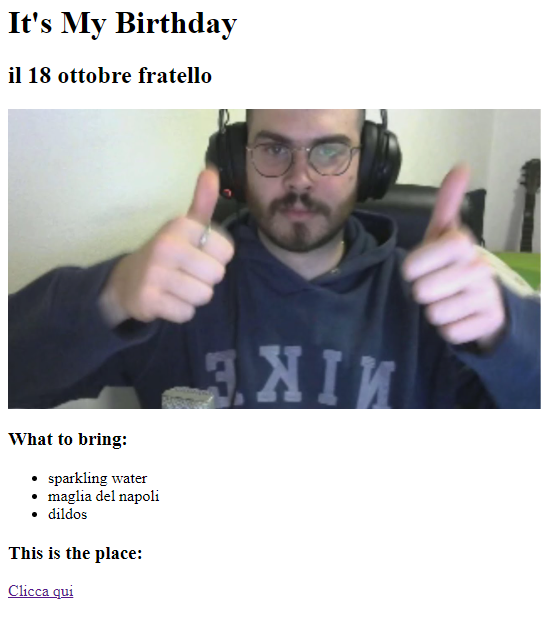 It's My Birthday
il 18 ottobre fratello
NIKE
What to bring:
sparkling water
maglia del napoli
dildos
This is the place:
Clicca qui